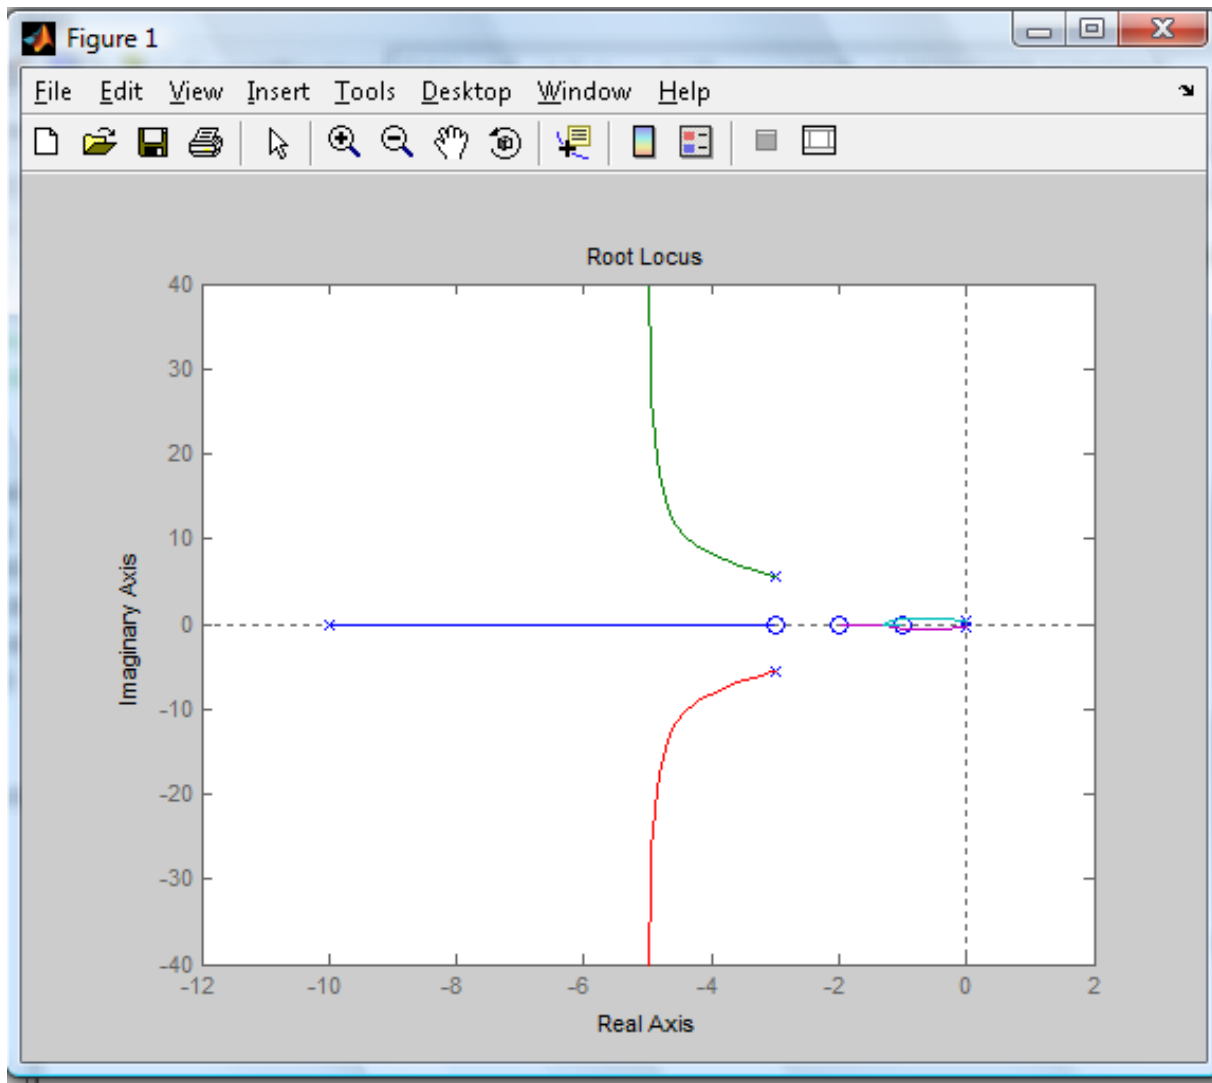 Figure 1
File Edit View Insert Tools Desktop Window Help
Root Locus
40
30
20
10
0
-10
-20
-30
-40
Imaginary Axis
-12 -10 -8 -6 -4 -2 0 2
Real Axis